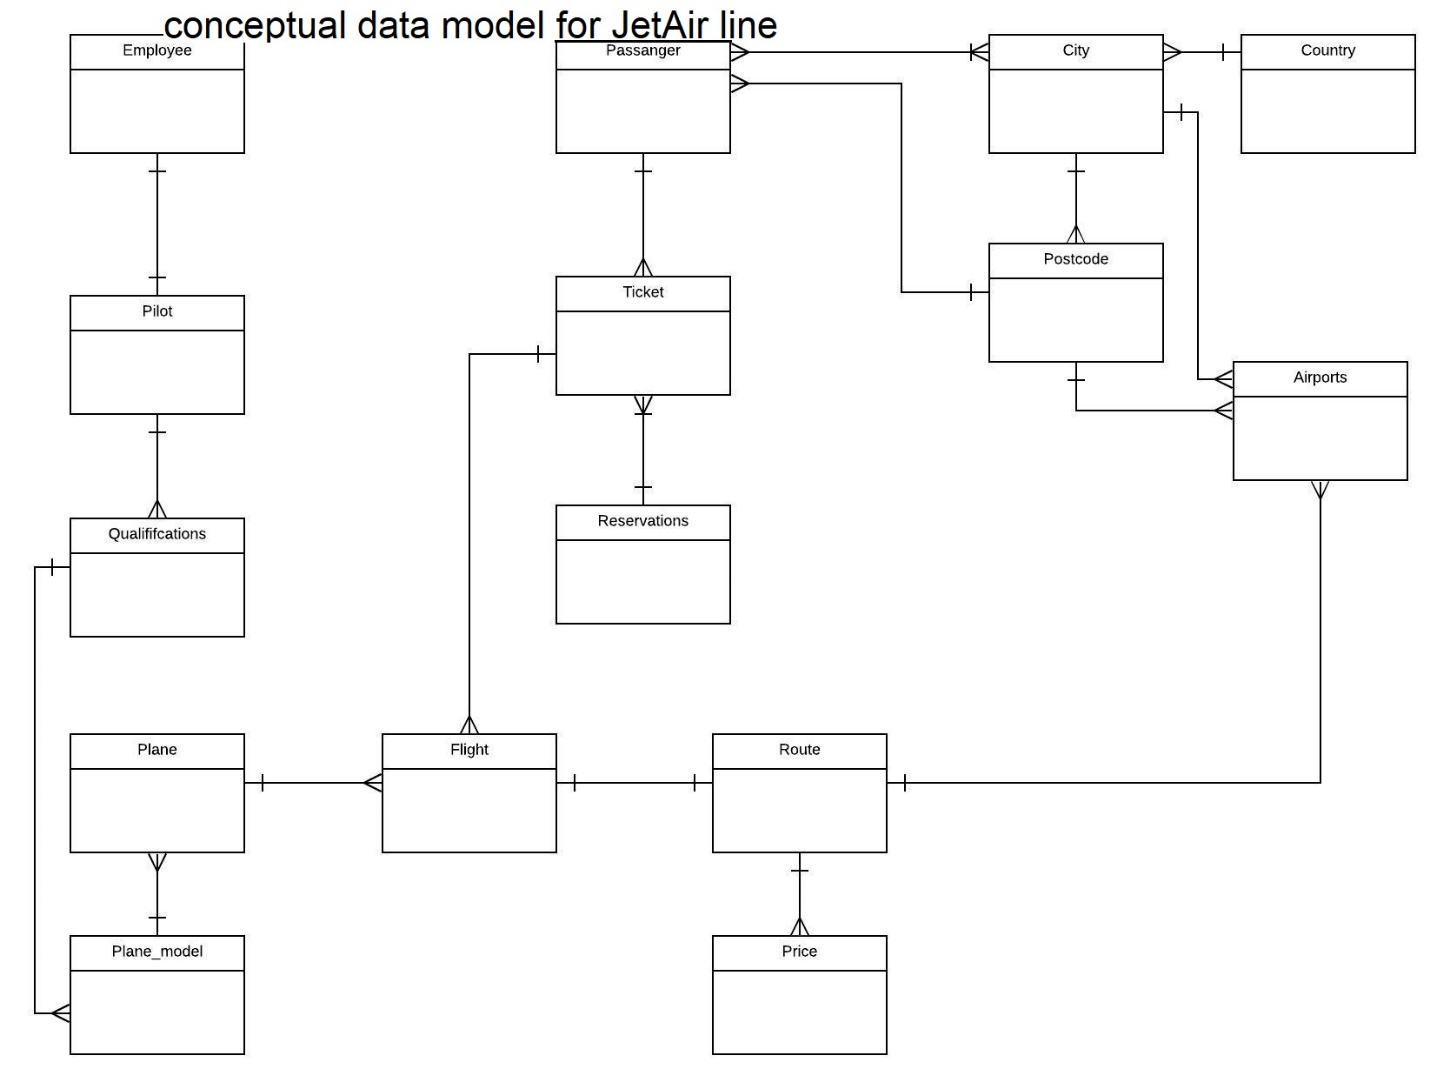 conceptual data model for JetAir line
Employee
Passanger
City
Country
Postcode
Ticket
Pilot
Airports
Reservations
Qualififcations
Plane
Flight
Route
Plane_model
Price